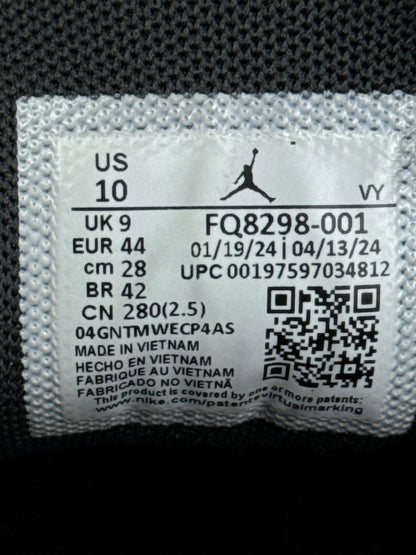 US
10
VY
UK 9
FQ8298-001
EUR 44
01/19/24 | 04/13/24
cm 28
UPC 00197597034812
BR 42
CN 280(2.5)
04GNTMWECP4AS
MADE IN VIETNAM
HECHO EN VIETNAM
FABRIQUE AU VIETNAM
FABRICADO NO VIETNÃ
This product is covered by one or more patents:
www.nike.com/patentsvirtualmarking